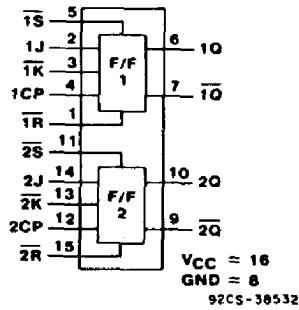 1S̅ 5
1J 2
1K̅ 3
1CP 4
1R̅ 1
F/F
1
6 1Q
7 1Q̅
2S̅ 11
2J 14
2K̅ 13
2CP 12
2R̅ 15
F/F
2
10 2Q
9 2Q̅
VCC = 16
GND = 8
92CS-38532